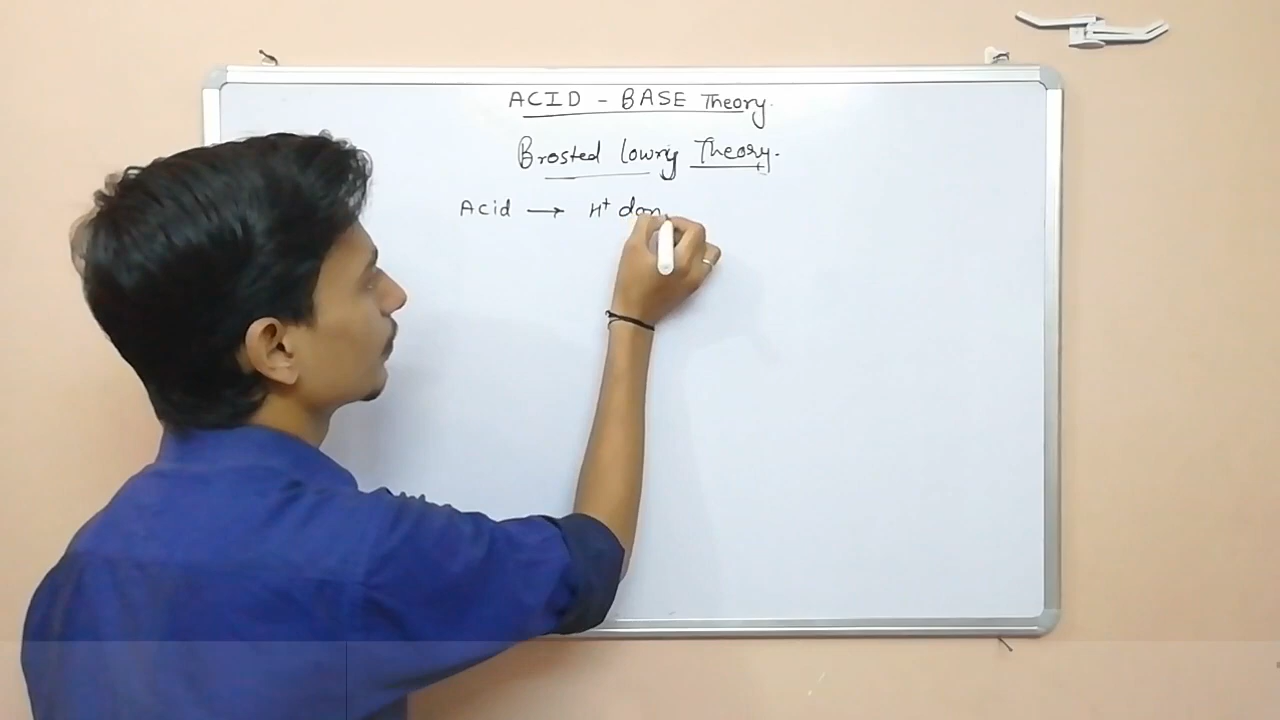 ACID - BASE Theory.
Brosted lowry Theory.
Acid → H⁺ don